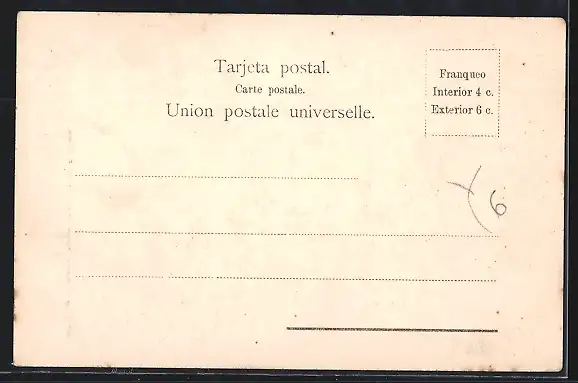 Tarjeta postal.
Carte postale.
Union postale universelle.
Franqueo
Interior 4 c.
Exterior 6 c.
6